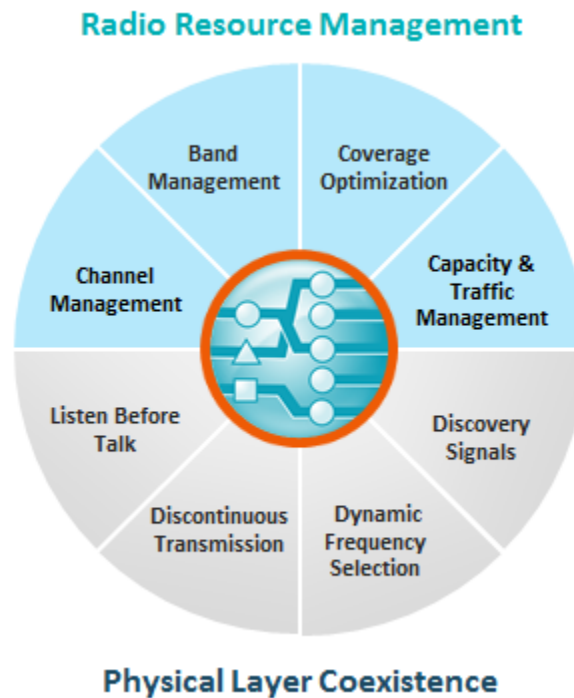 Radio Resource Management
Band
Management
Coverage
Optimization
Channel
Management
Capacity &
Traffic
Management
Listen Before
Talk
Discovery
Signals
Discontinuous
Transmission
Dynamic
Frequency
Selection
Physical Layer Coexistence